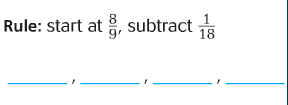 Rule: start at 8/9, subtract 1/18
____, ____, ____, ____